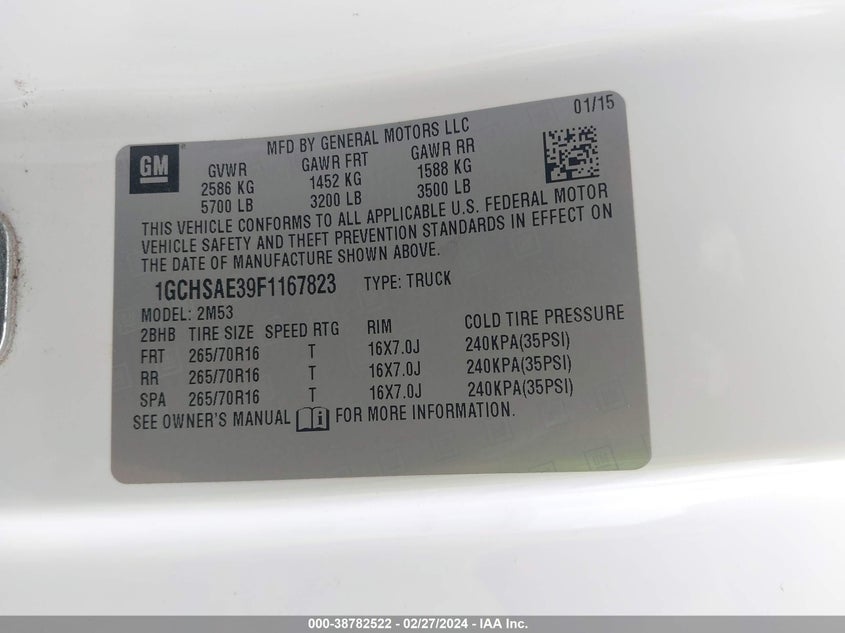 01/15
MFD BY GENERAL MOTORS LLC
GM
GVWR GAWR FRT GAWR RR
2586 KG 1452 KG 1588 KG
5700 LB 3200 LB 3500 LB
THIS VEHICLE CONFORMS TO ALL APPLICABLE U.S. FEDERAL MOTOR
VEHICLE SAFETY AND THEFT PREVENTION STANDARDS IN EFFECT ON
THE DATE OF MANUFACTURE SHOWN ABOVE.
1GCHSAE39F1167823 TYPE: TRUCK
MODEL: 2M53
2BHB TIRE SIZE SPEED RTG RIM COLD TIRE PRESSURE
FRT 265/70R16 T 16X7.0J 240KPA(35PSI)
RR 265/70R16 T 16X7.0J 240KPA(35PSI)
SPA 265/70R16 T 16X7.0J 240KPA(35PSI)
SEE OWNER'S MANUAL FOR MORE INFORMATION.
000-38782522 - 02/27/2024 - IAA Inc.